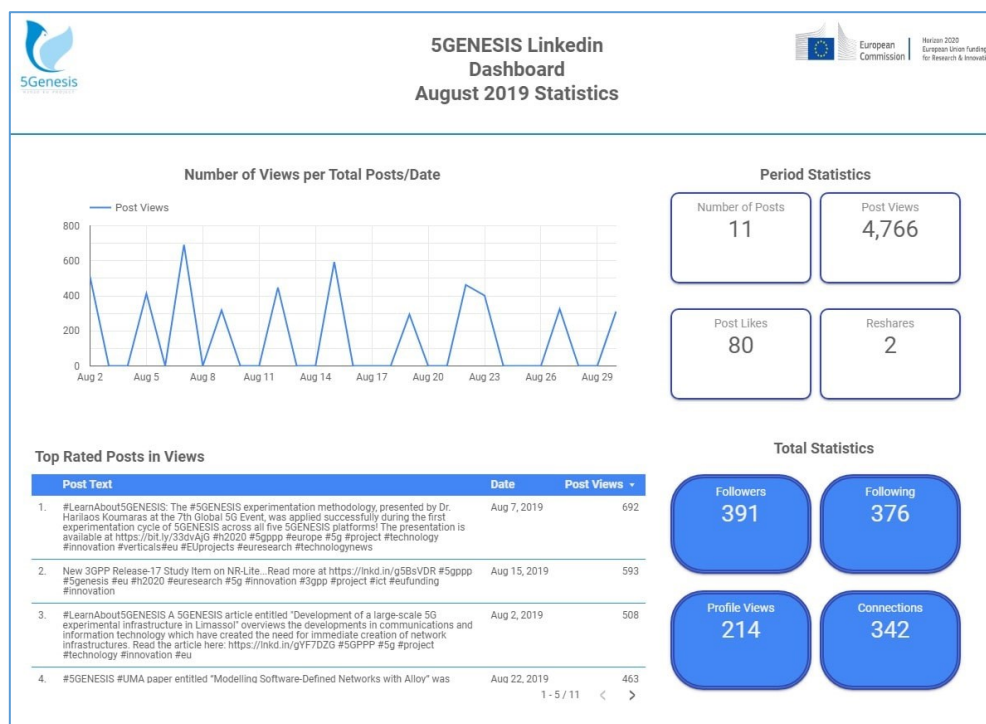 5Genesis
5GENESIS Linkedin
Dashboard
August 2019 Statistics
European
Commission
Horizon 2020
European Union funding
for Research & Innovati
Number of Views per Total Posts/Date
Post Views
800
600
400
200
0
Aug 2
Aug 5
Aug 8
Aug 11
Aug 14
Aug 17
Aug 20
Aug 23
Aug 26
Aug 29
Period Statistics
Number of Posts
11
Post Views
4,766
Post Likes
80
Reshares
2
Top Rated Posts in Views
Post Text Date Post Views
1. #LearnAbout5GENESIS: The #5GENESIS experimentation methodology, presented by Dr. Aug 7, 2019 692
Harilaos Koumaras at the 7th Global 5G Event, was applied successfully during the first
experimentation cycle of 5GENESIS across all five 5GENESIS platforms! The presentation is
available at https://bit.ly/33dvAjG #h2020 #5gppp #europe #5g #project #technology
#innovation #verticals#eu #EUprojects #euresearch #technologynews
2. New 3GPP Release-17 Study Item on NR-Lite...Read more at https://lnkd.in/g5BsVDR #5gppp Aug 15, 2019 593
#5genesis #eu #h2020 #euresearch #5g #innovation #3gpp #project #ict #eufunding
#innovation
3. #LearnAbout5GENESIS A 5GENESIS article entitled "Development of a large-scale 5G Aug 2, 2019 508
experimental infrastructure in Limassol" overviews the developments in communications and
information technology which have created the need for immediate creation of network
infrastructures. Read the article here: https://lnkd.in/gYF7DZG #5GPPP #5g #project
#technology #innovation #eu
4. #5GENESIS #UMA paper entitled "Modelling Software-Defined Networks with Alloy" was Aug 22, 2019 463
1 - 5 / 11 < >
Total Statistics
Followers
391
Following
376
Profile Views
214
Connections
342